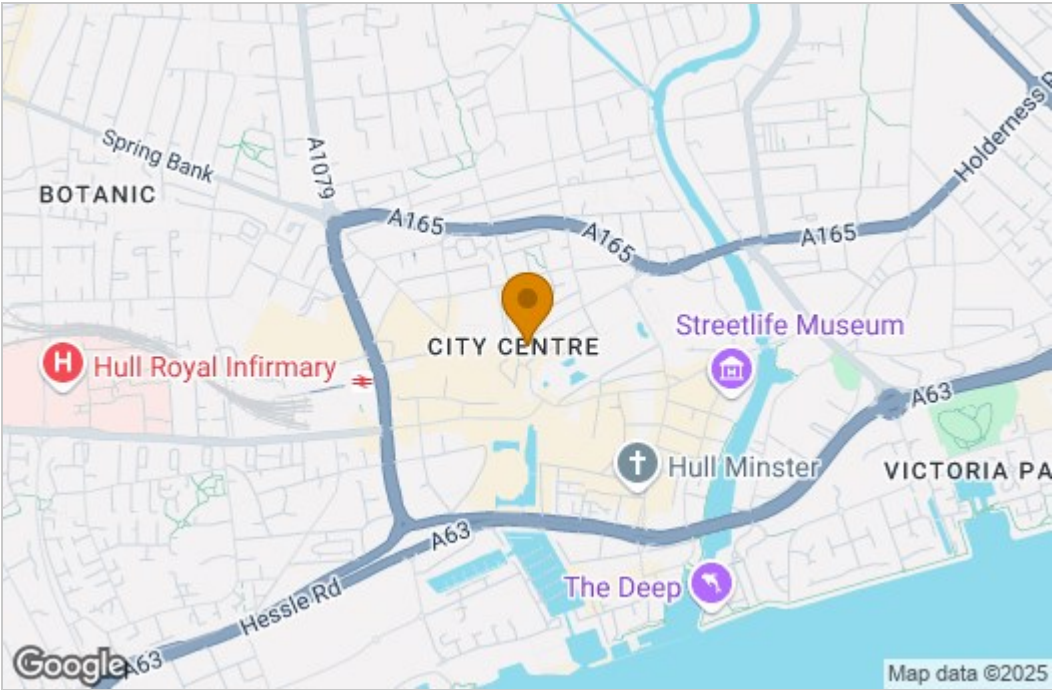 Spring Bank
A1079
BOTANIC
A165
A165
A165
Holderness R
CITY CENTRE
Streetlife Museum
H
Hull Royal Infirmary
A63
Hull Minster
VICTORIA PA
A63
The Deep
Hessle Rd
A63
Google
Map data ©2025